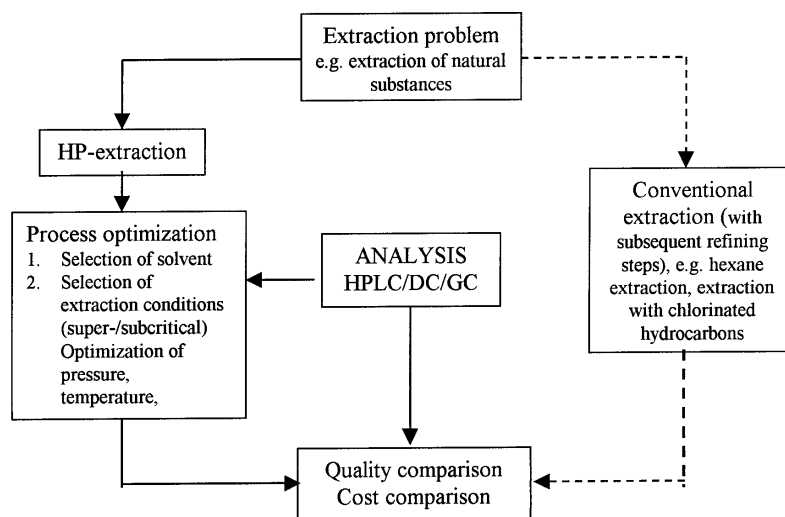 Extraction problem
e.g. extraction of natural
substances
HP-extraction
Process optimization
1. Selection of solvent
2. Selection of
extraction conditions
(super-/subcritical)
Optimization of
pressure,
temperature,
ANALYSIS
HPLC/DC/GC
Conventional
extraction (with
subsequent refining
steps), e.g. hexane
extraction, extraction
with chlorinated
hydrocarbons
Quality comparison
Cost comparison